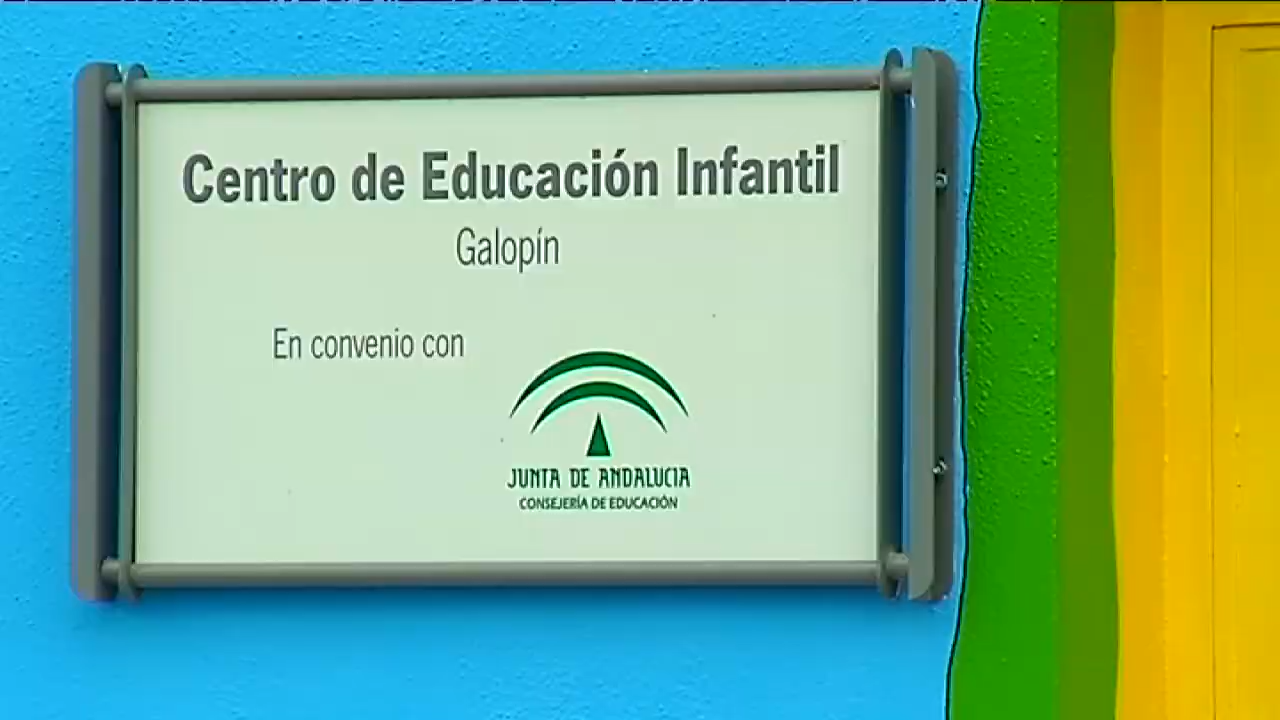 Centro de Educación Infantil
Galopín
En convenio con
JUNTA DE ANDALUCIA
CONSEJERÍA DE EDUCACIÓN